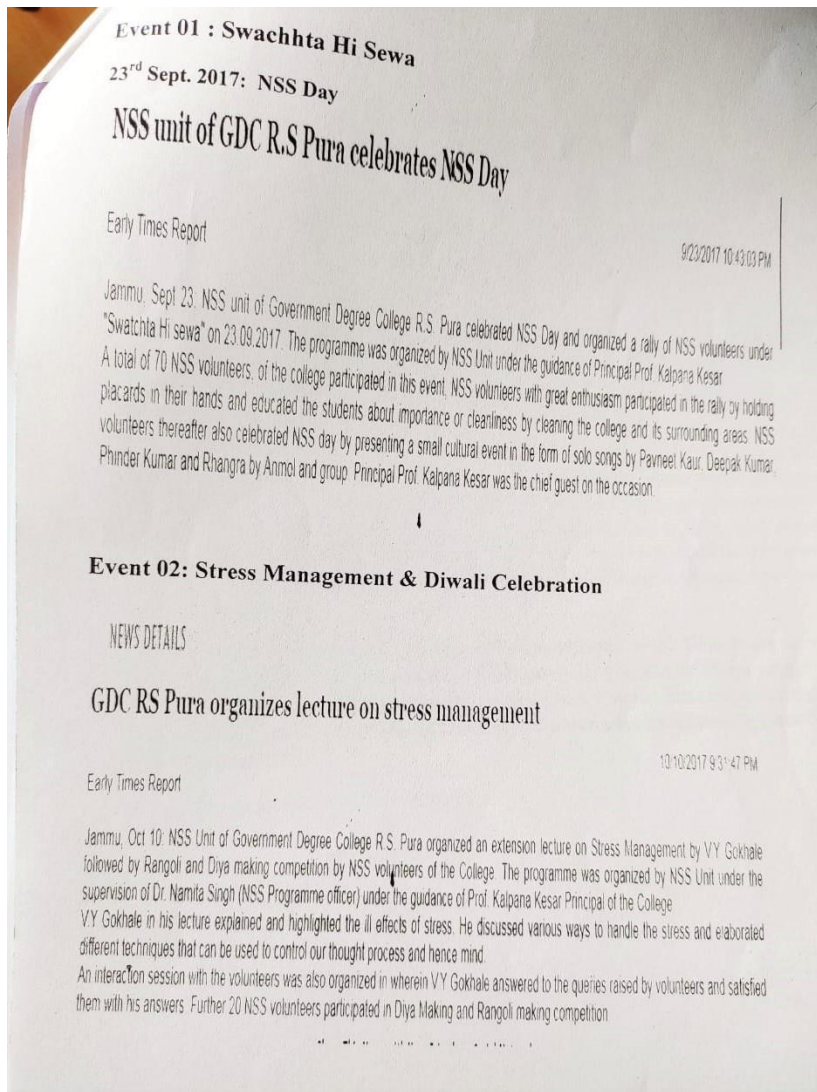 Event 01 : Swachhta Hi Sewa
23rd Sept. 2017: NSS Day
NSS unit of GDC R.S Pura celebrates NSS Day
Early Times Report
9/23/2017 10:43:03 PM
Jammu, Sept 23: NSS unit of Government Degree College R.S. Pura celebrated NSS Day and organized a rally of NSS volunteers under
"Swatchta Hi sewa" on 23.09.2017. The programme was organized by NSS Unit under the guidance of Principal Prof. Kalpana Kesar
A total of 70 NSS volunteers, of the college participated in this event. NSS volunteers with great enthusiasm participated in the rally by holding
placards in their hands and educated the students about importance or cleanliness by cleaning the college and its surrounding areas. NSS
volunteers thereafter also celebrated NSS day by presenting a small cultural event in the form of solo songs by Pavneet Kaur, Deepak Kumar,
Phinder Kumar and Rhangra by Anmol and group. Principal Prof. Kalpana Kesar was the chief guest on the occasion.
Event 02: Stress Management & Diwali Celebration
NEWS DETAILS
GDC RS Pura organizes lecture on stress management
10/10/2017 9:31:47 PM
Early Times Report
Jammu, Oct 10: NSS Unit of Government Degree College R.S. Pura organized an extension lecture on Stress Management by V.Y Gokhale
followed by Rangoli and Diya making competition by NSS volunteers of the College. The programme was organized by NSS Unit under the
supervision of Dr. Namita Singh (NSS Programme officer) under the guidance of Prof. Kalpana Kesar Principal of the College
V.Y Gokhale in his lecture explained and highlighted the ill effects of stress. He discussed various ways to handle the stress and elaborated
different techniques that can be used to control our thought process and hence mind.
An interaction session with the volunteers was also organized in wherein V.Y Gokhale answered to the queries raised by volunteers and satisfied
them with his answers. Further 20 NSS volunteers participated in Diya Making and Rangoli making competition